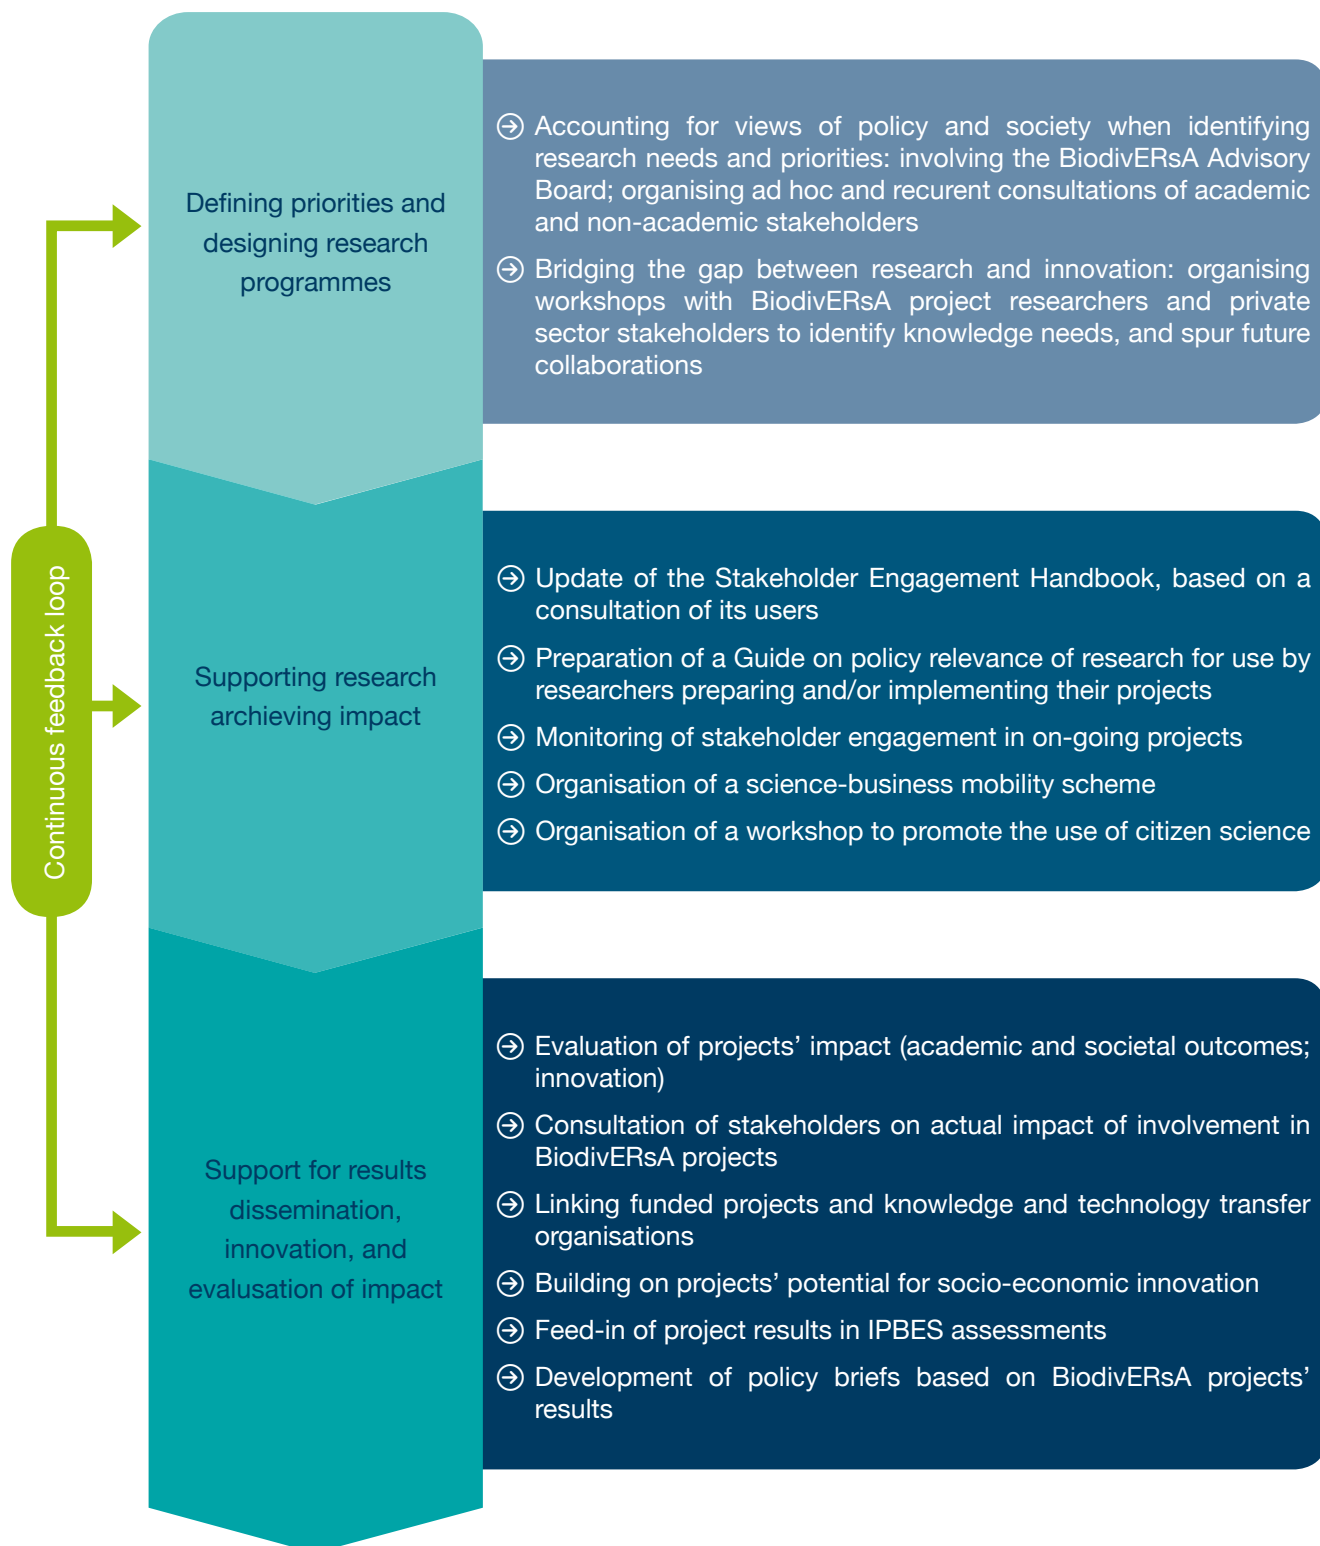 Continuous feedback loop
Defining priorities and
designing research
programmes
Accounting for views of policy and society when identifying
research needs and priorities: involving the BiodivERsA Advisory
Board; organising ad hoc and recurent consultations of academic
and non-academic stakeholders
Bridging the gap between research and innovation: organising
workshops with BiodivERsA project researchers and private
sector stakeholders to identify knowledge needs, and spur future
collaborations
Supporting research
archieving impact
Update of the Stakeholder Engagement Handbook, based on a
consultation of its users
Preparation of a Guide on policy relevance of research for use by
researchers preparing and/or implementing their projects
Monitoring of stakeholder engagement in on-going projects
Organisation of a science-business mobility scheme
Organisation of a workshop to promote the use of citizen science
Support for results
dissemination,
innovation, and
evalusation of impact
Evaluation of projects’ impact (academic and societal outcomes;
innovation)
Consultation of stakeholders on actual impact of involvement in
BiodivERsA projects
Linking funded projects and knowledge and technology transfer
organisations
Building on projects’ potential for socio-economic innovation
Feed-in of project results in IPBES assessments
Development of policy briefs based on BiodivERsA projects’
results